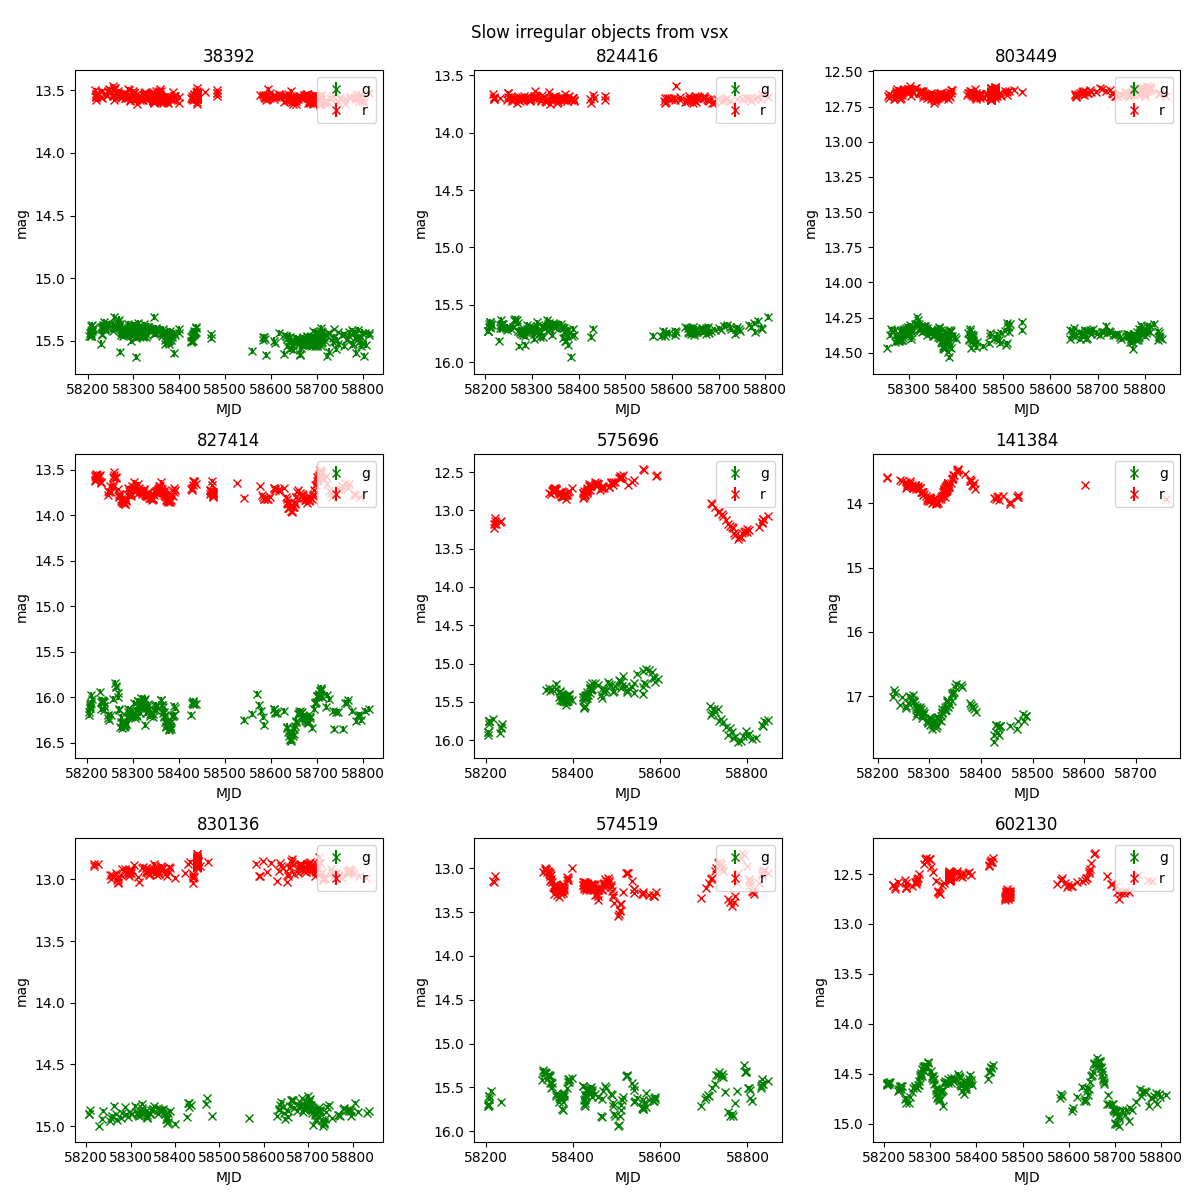 Slow irregular objects from vsx
38392
824416
803449
13.5
14.0
14.5
15.0
15.5
mag
58200 58300 58400 58500 58600 58700 58800
MJD
g
r
13.5
14.0
14.5
15.0
15.5
16.0
mag
58200 58300 58400 58500 58600 58700 58800
MJD
g
r
12.50
12.75
13.00
13.25
13.50
13.75
14.00
14.25
14.50
mag
58300 58400 58500 58600 58700 58800
MJD
g
r
827414
575696
141384
13.5
14.0
14.5
15.0
15.5
16.0
16.5
mag
58200 58300 58400 58500 58600 58700 58800
MJD
g
r
12.5
13.0
13.5
14.0
14.5
15.0
15.5
16.0
mag
58200 58400 58600 58800
MJD
g
r
14
15
16
17
mag
58200 58300 58400 58500 58600 58700
MJD
g
r
830136
574519
602130
13.0
13.5
14.0
14.5
15.0
mag
58200 58300 58400 58500 58600 58700 58800
MJD
g
r
13.0
13.5
14.0
14.5
15.0
15.5
16.0
mag
58200 58400 58600 58800
MJD
g
r
12.5
13.0
13.5
14.0
14.5
15.0
mag
58200 58300 58400 58500 58600 58700 58800
MJD
g
r